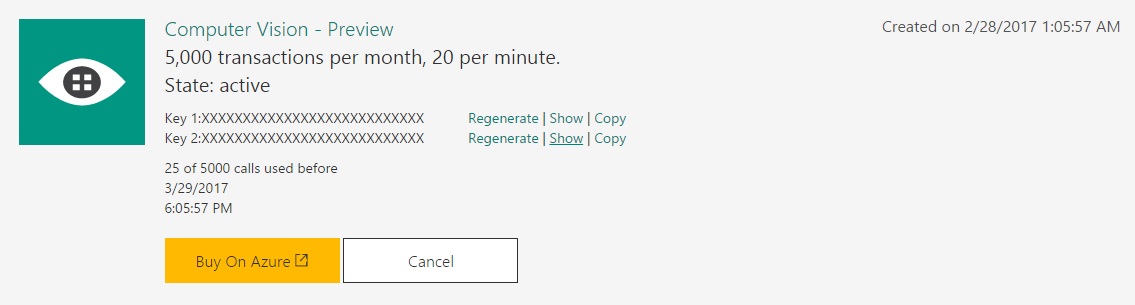 Computer Vision - Preview
Created on 2/28/2017 1:05:57 AM
5,000 transactions per month, 20 per minute.
State: active
Key 1:XXXXXXXXXXXXXXXXXXXXXXXXXXX Regenerate | Show | Copy
Key 2:XXXXXXXXXXXXXXXXXXXXXXXXXXX Regenerate | Show | Copy
25 of 5000 calls used before
3/29/2017
6:05:57 PM
Buy On Azure
Cancel